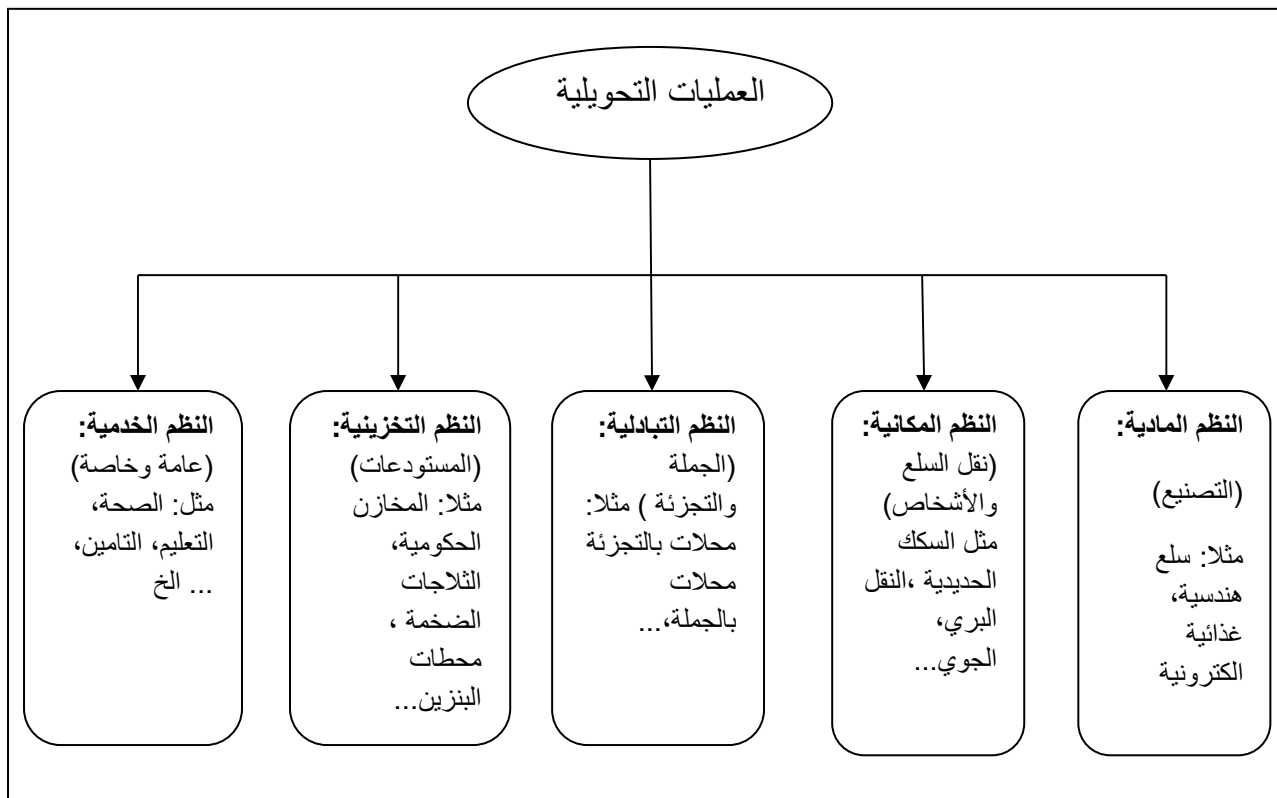 العمليات التحويلية
النظم المادية:
(التصنيع)
مثلا: سلع
هندسية،
غذائية
الكترونية
النظم المكانية:
(نقل السلع
والأشخاص)
مثل السكك
الحديدية ،النقل
البري،
الجوي...
النظم التبادلية:
(الجملة
والتجزئة ) مثلا:
محلات بالتجزئة
محلات
بالجملة،...
النظم التخزينية:
(المستودعات)
مثلا: المخازن
الحكومية،
الثلاجات
الضخمة ،
محطات
البنزين...
النظم الخدمية:
(عامة وخاصة)
مثل: الصحة،
التعليم، التامين،
... الخ